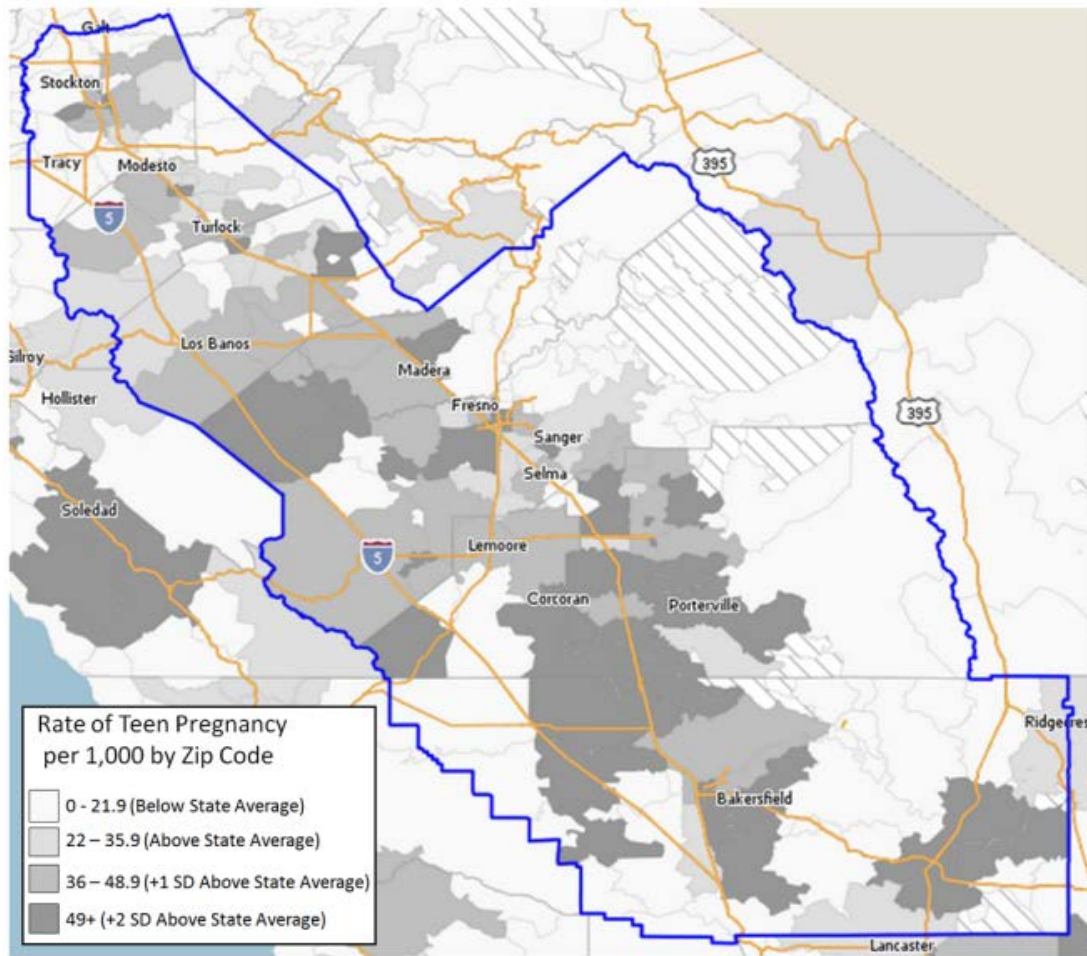 Galt
Stockton
Tracy
Modesto
395
5
Turlock
Los Banos
Gilroy
Madera
Hollister
Fresno
395
Sanger
Selma
Soledad
5
Lemoore
Corcoran
Porterville
Ridgecres
Bakersfield
Lancaster
Rate of Teen Pregnancy
per 1,000 by Zip Code
0 - 21.9 (Below State Average)
22 – 35.9 (Above State Average)
36 – 48.9 (+1 SD Above State Average)
49+ (+2 SD Above State Average)